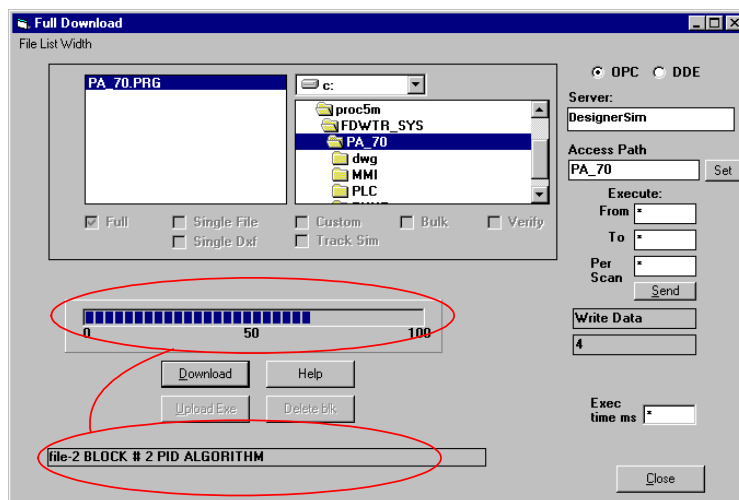 Full Download
File List Width
PA_70.PRG
c:
proc5m
FDWTR_SYS
PA_70
dwg
MMI
PLC
Full
Single File
Custom
Bulk
Verify
Single Dxf
Track Sim
OPC
DDE
Server:
DesignerSim
Access Path
PA_70
Set
Execute:
From *
To *
Per *
Scan
Send
Write Data
4
0 50 100
Download
Help
Upload Exe
Delete blk
Exec
time ms *
file-2 BLOCK # 2 PID ALGORITHM
Close